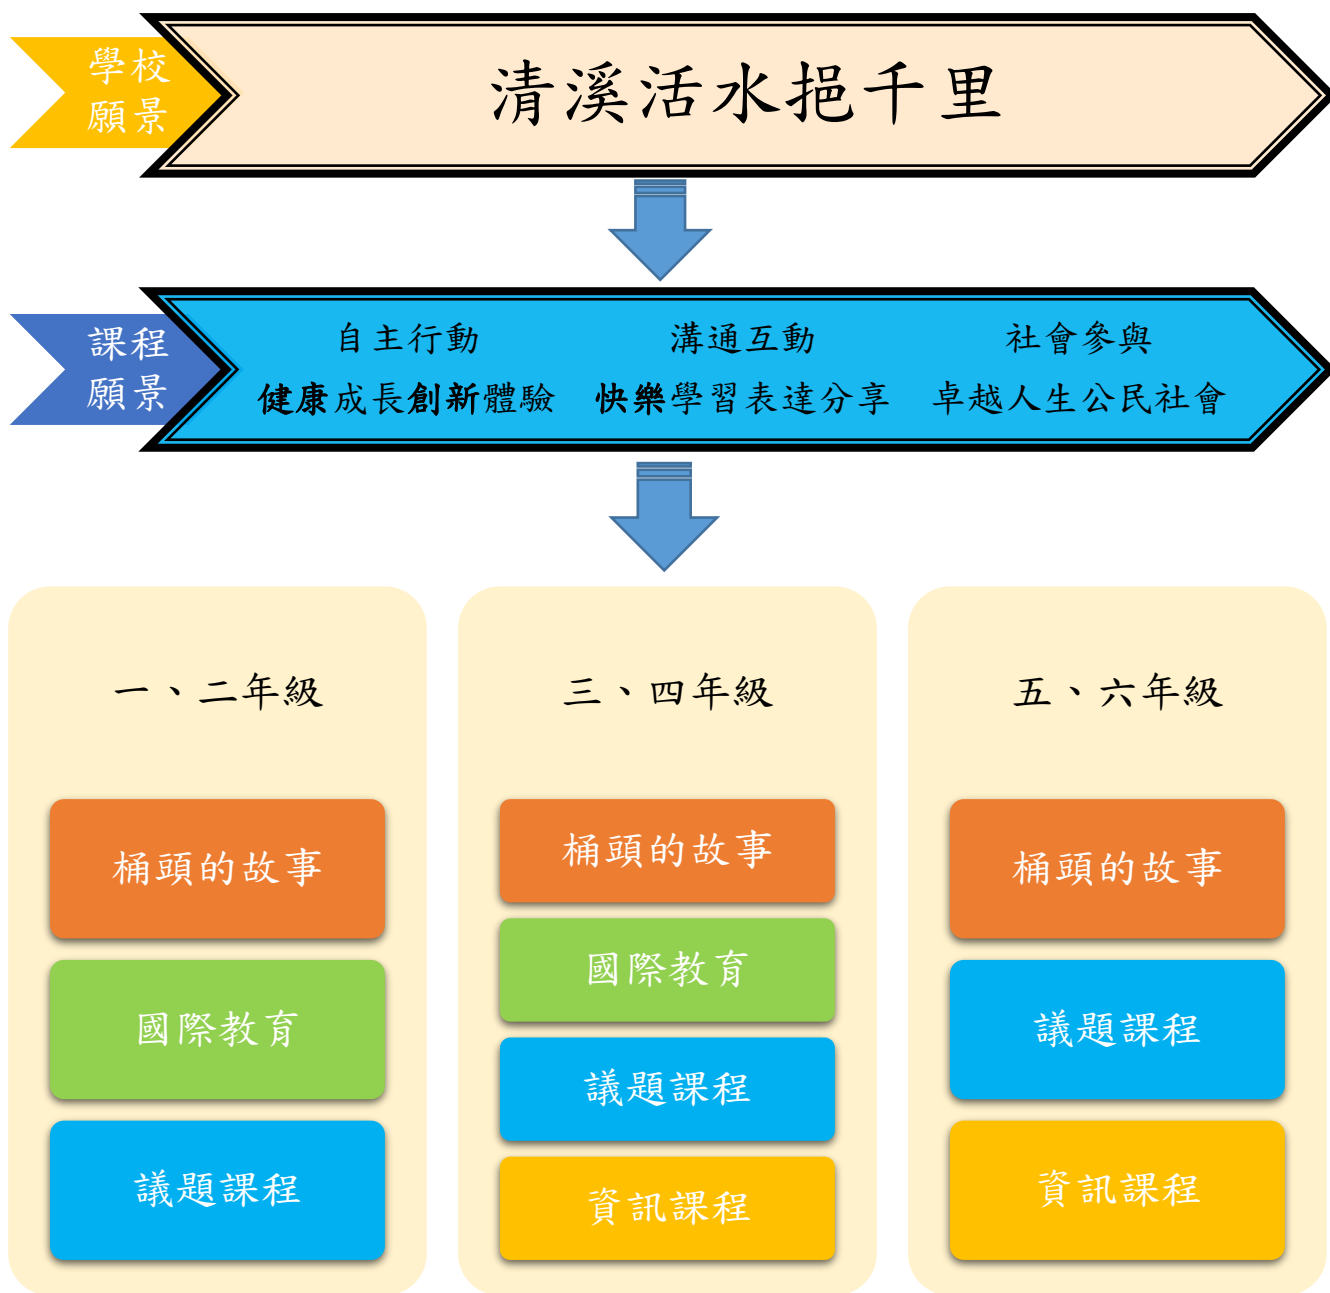 學校
願景
清溪活水挹千里
課程
願景
自主行動 溝通互動 社會參與
健康成長創新體驗 快樂學習表達分享 卓越人生公民社會
一、二年級
桶頭的故事
國際教育
議題課程
三、四年級
桶頭的故事
國際教育
議題課程
資訊課程
五、六年級
桶頭的故事
議題課程
資訊課程